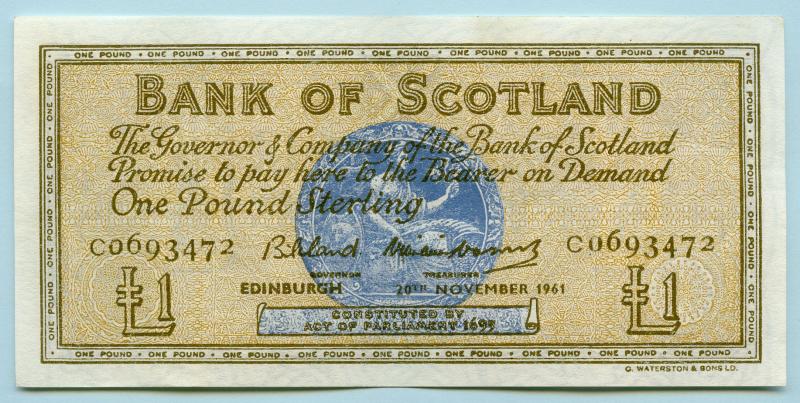 ONE POUND • ONE POUND • ONE POUND • ONE POUND • ONE POUND • ONE POUND • ONE POUND • ONE POUND • ONE POUND
BANK OF SCOTLAND
The Governor & Company of the Bank of Scotland
Promise to pay here to the Bearer on Demand
One Pound Sterling
C0693472 C0693472
GOVERNOR TREASURER
EDINBURGH 20TH NOVEMBER 1961
£1 £1
CONSTITUTED BY
ACT OF PARLIAMENT 1695
ONE POUND • ONE POUND • ONE POUND • ONE POUND • ONE POUND • ONE POUND • ONE POUND • ONE POUND • ONE POUND
ONE POUND • ONE POUND • ONE POUND • ONE POUND
ONE POUND • ONE POUND • ONE POUND • ONE POUND
G. WATERSTON & SONS LD.